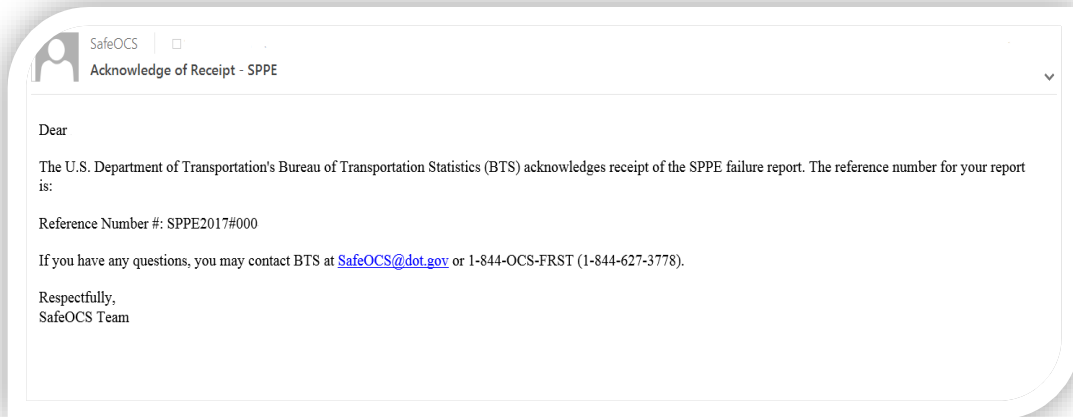 SafeOCS
Acknowledge of Receipt - SPPE
Dear
The U.S. Department of Transportation's Bureau of Transportation Statistics (BTS) acknowledges receipt of the SPPE failure report. The reference number for your report
is:
Reference Number #: SPPE2017#000
If you have any questions, you may contact BTS at SafeOCS@dot.gov or 1-844-OCS-FRST (1-844-627-3778).
Respectfully,
SafeOCS Team